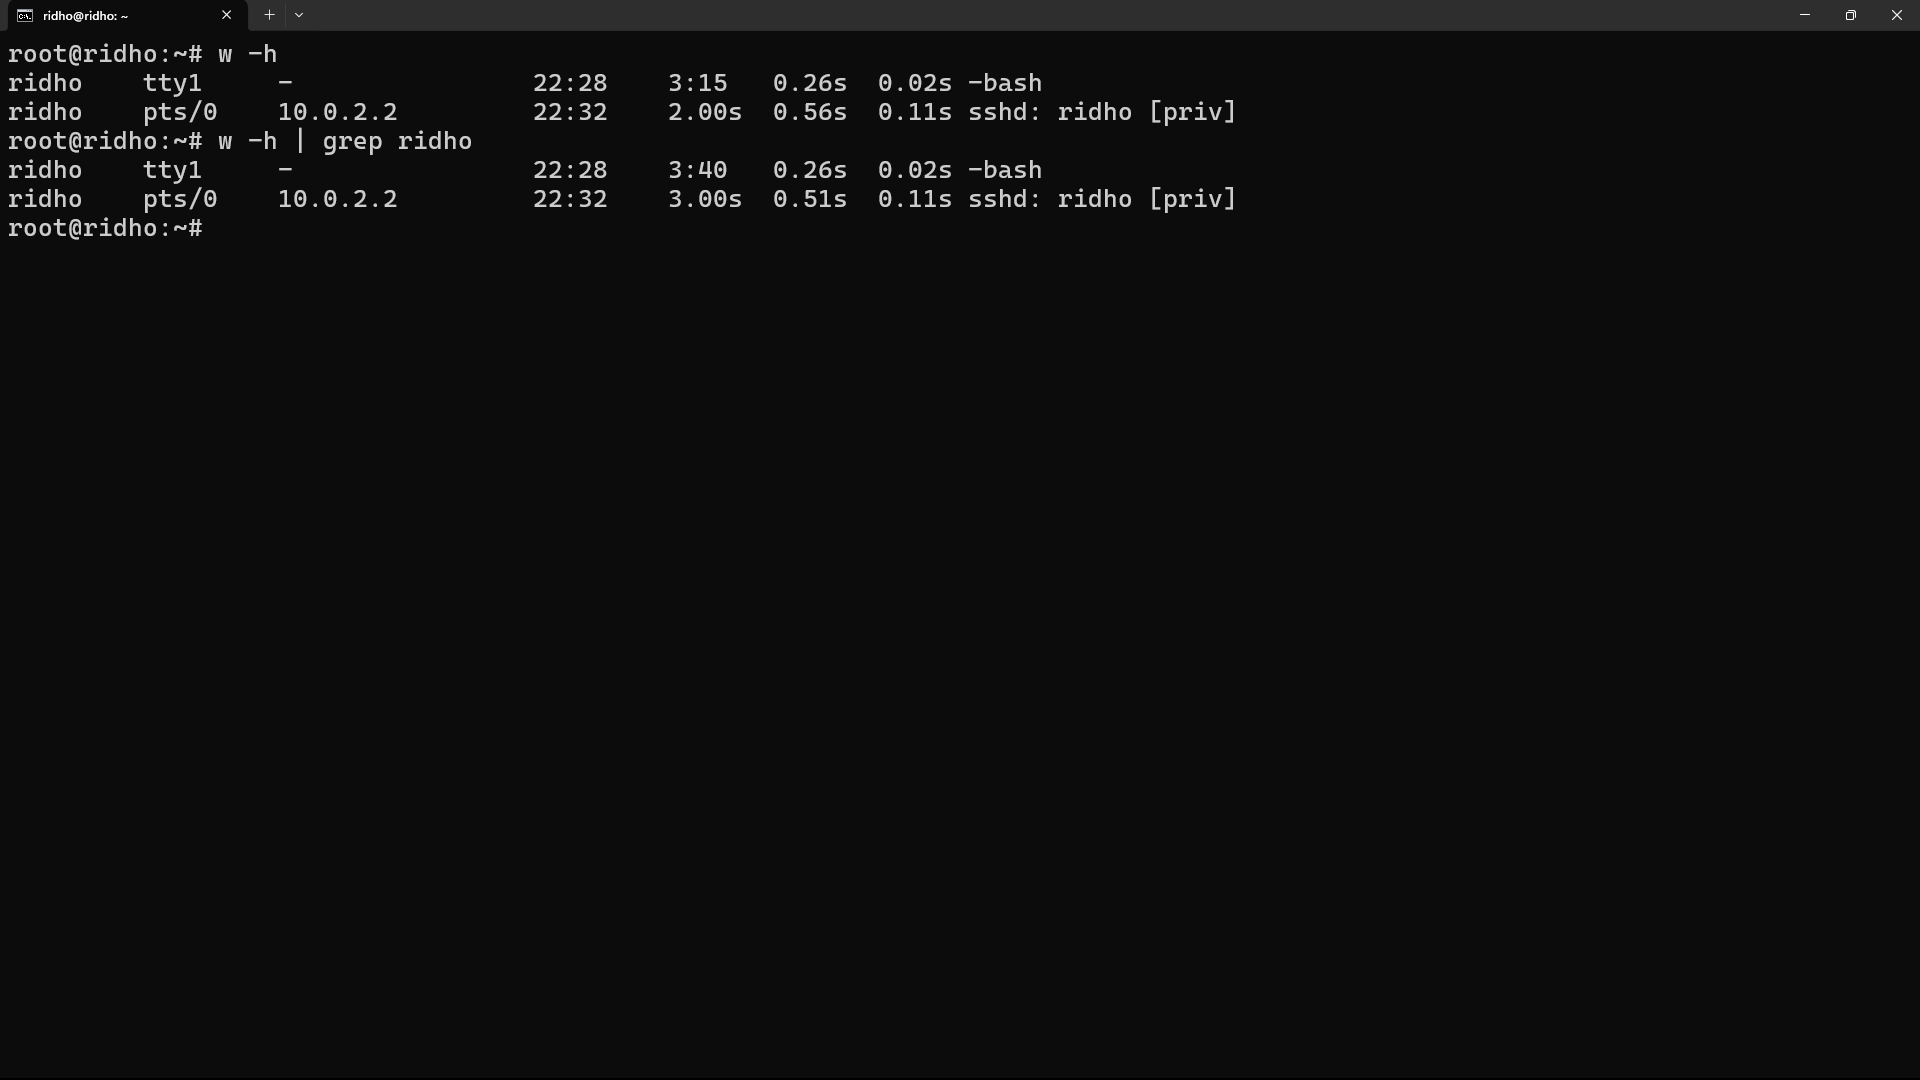 ridho@ridho: ~
root@ridho:~# w -h
ridho    tty1     -                22:28    3:15   0.26s  0.02s -bash
ridho    pts/0    10.0.2.2         22:32    2.00s  0.56s  0.11s sshd: ridho [priv]
root@ridho:~# w -h | grep ridho
ridho    tty1     -                22:28    3:40   0.26s  0.02s -bash
ridho    pts/0    10.0.2.2         22:32    3.00s  0.51s  0.11s sshd: ridho [priv]
root@ridho:~#